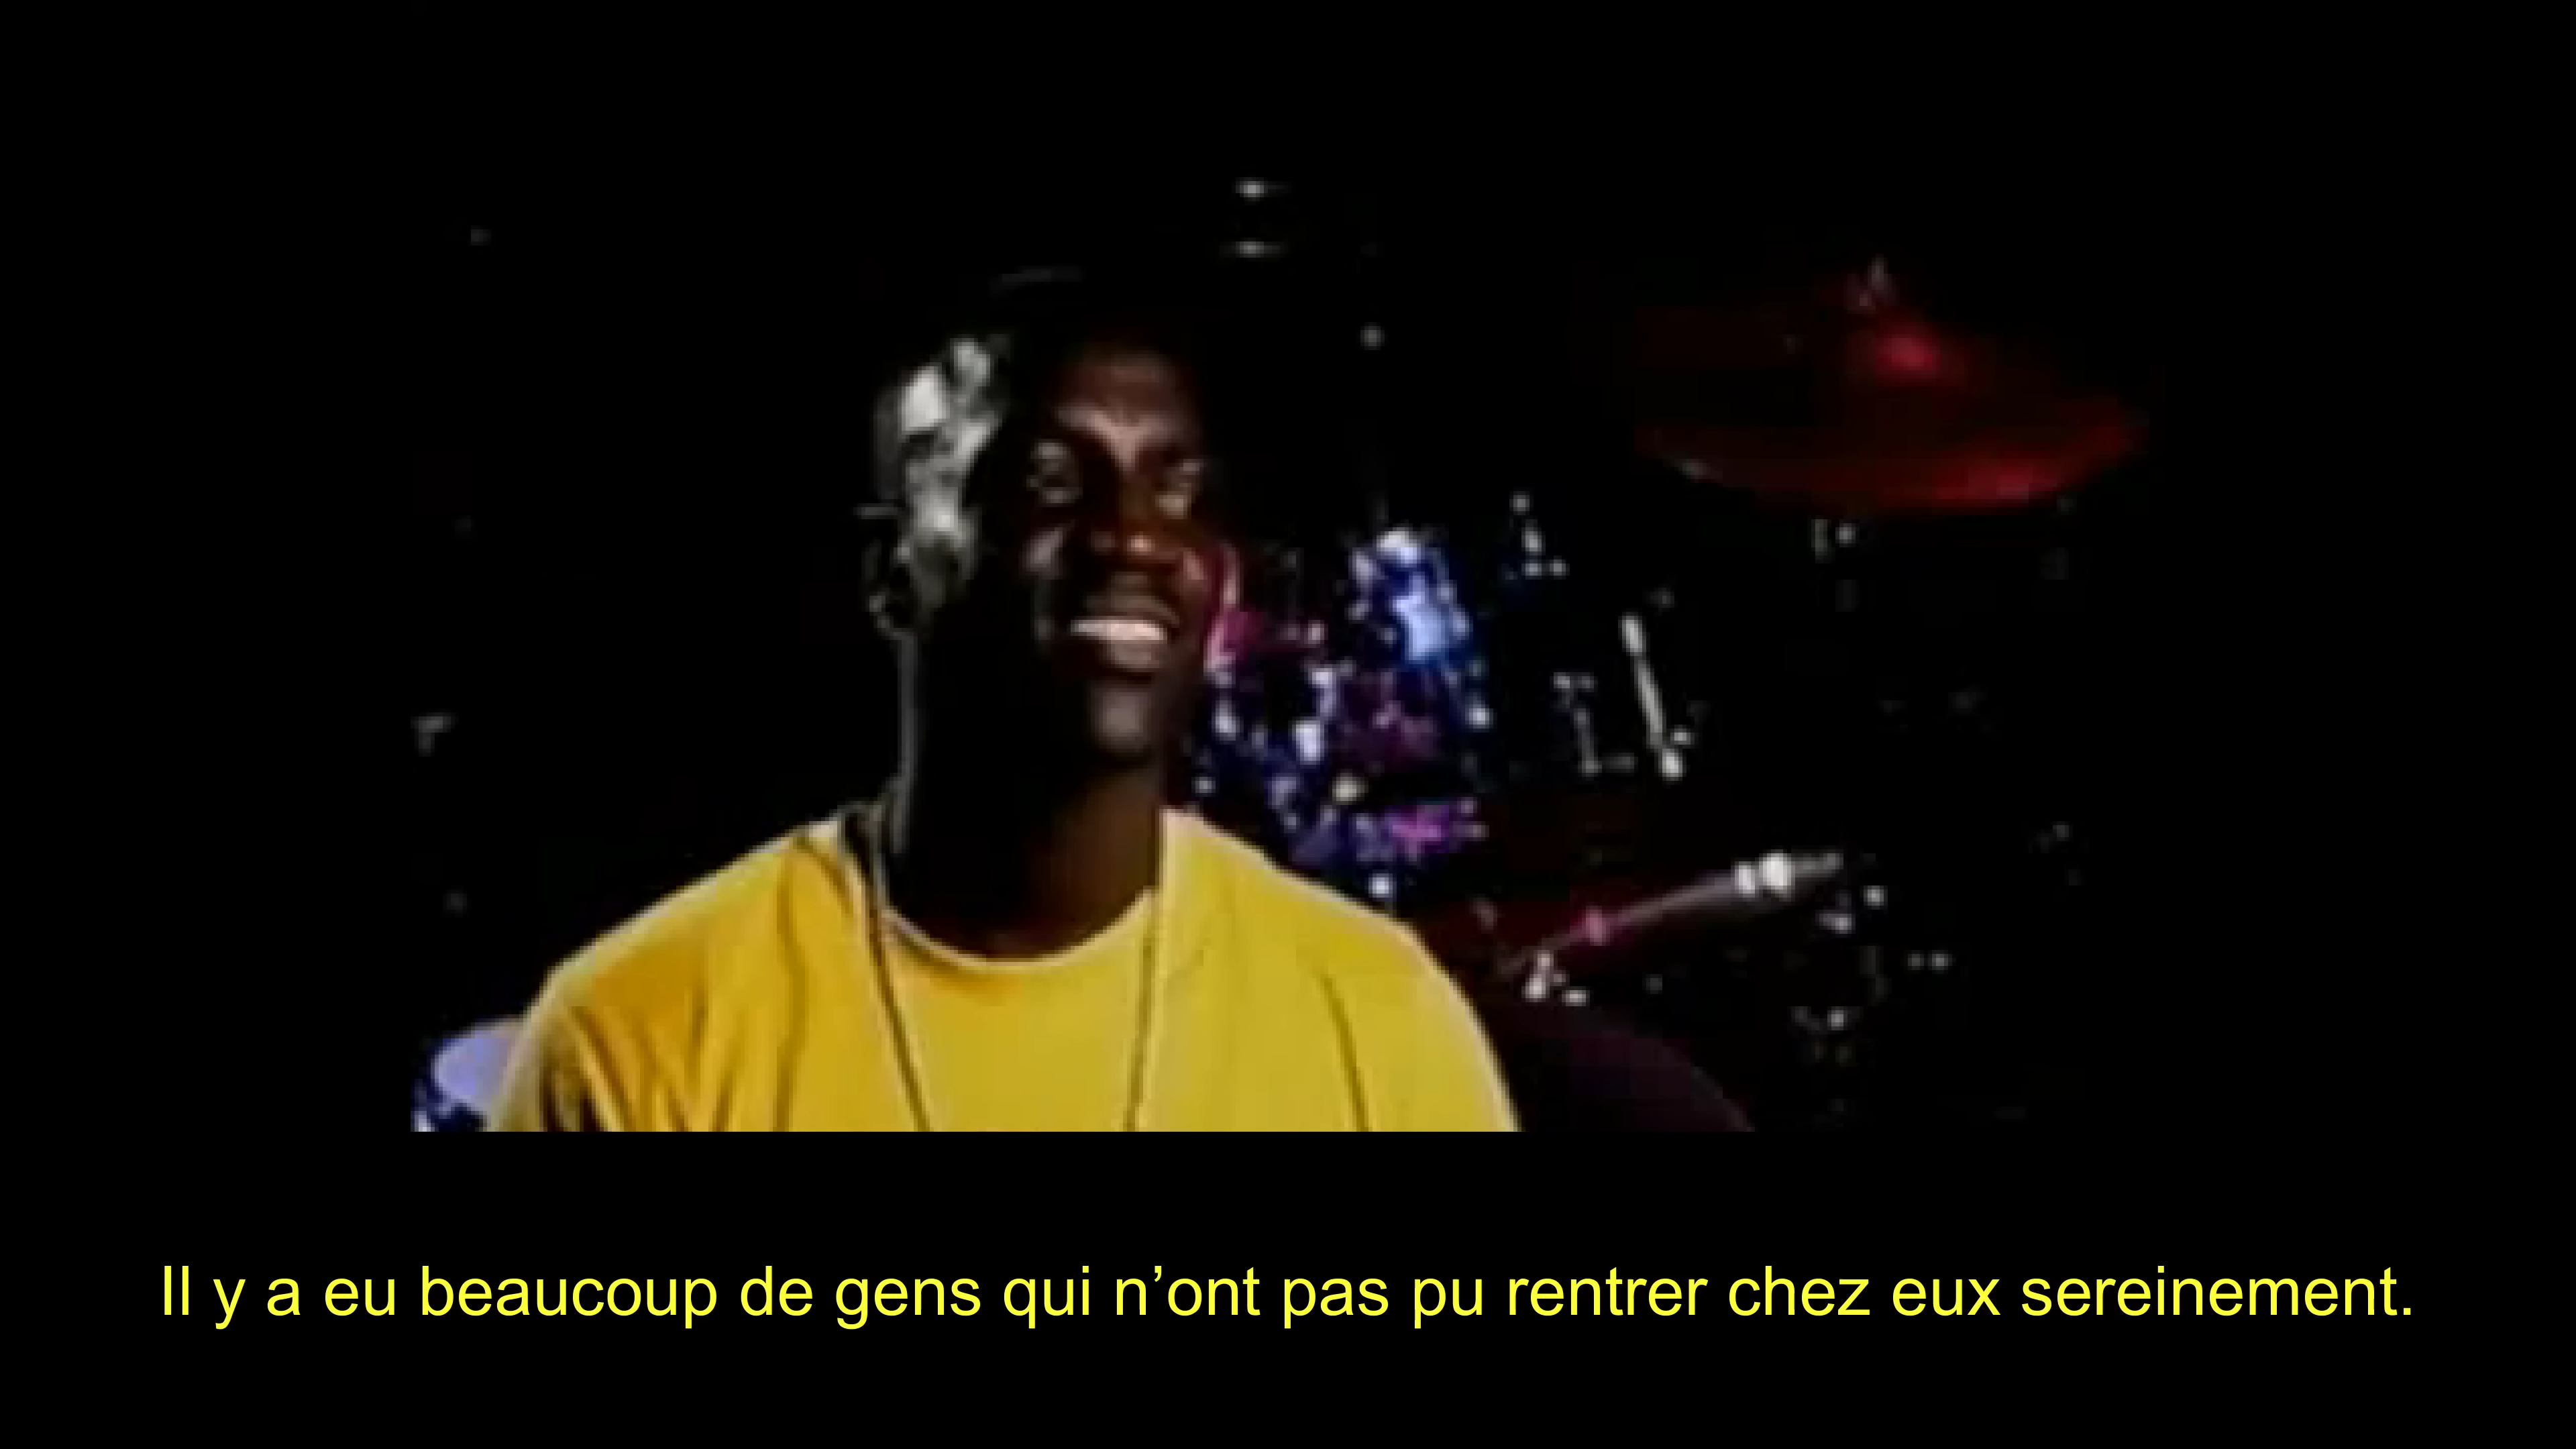 Il y a eu beaucoup de gens qui n’ont pas pu rentrer chez eux sereinement.